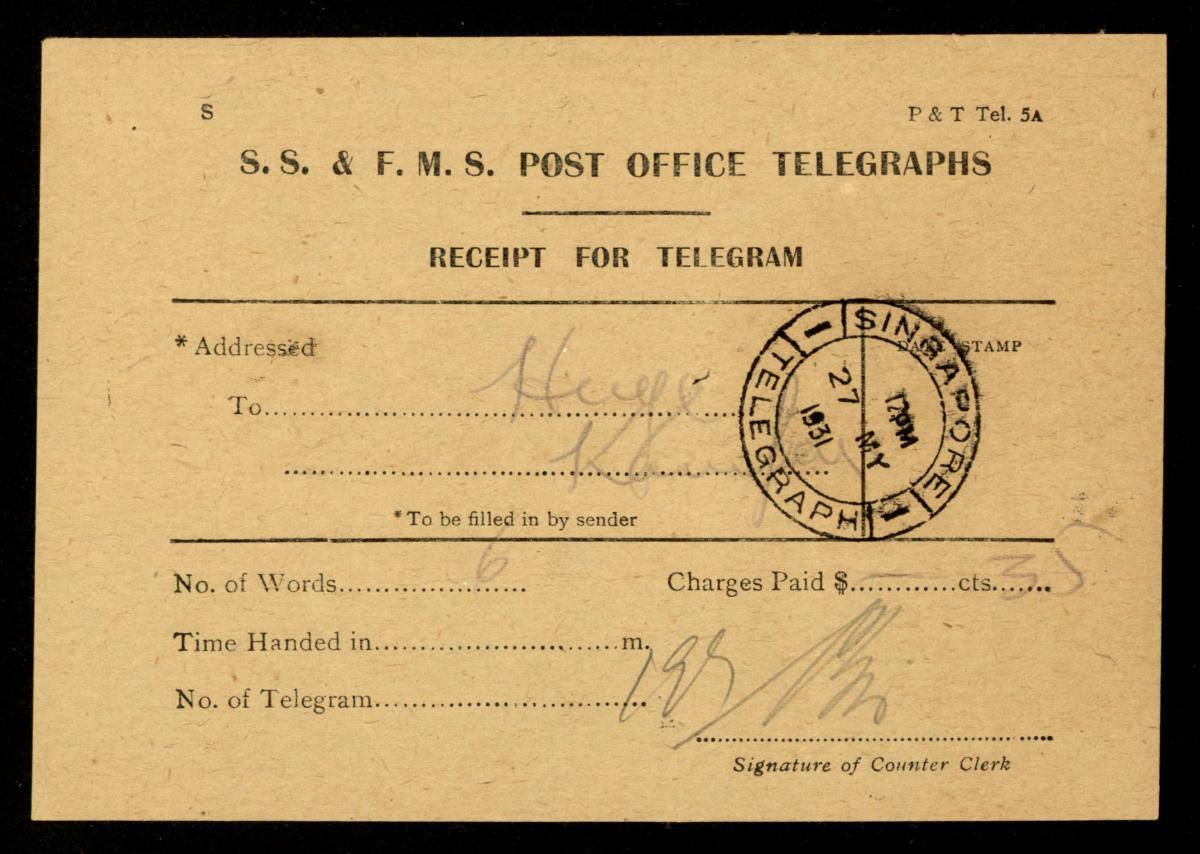 S
P & T Tel. 5A
S. S. & F. M. S. POST OFFICE TELEGRAPHS
RECEIPT FOR TELEGRAM
* Addressed
DATE STAMP
To
SINGAPORE
TELEGRAPH
12PM
27 MY
1931
*To be filled in by sender
No. of Words 6
Charges Paid $ — cts. 35
Time Handed in m.
No. of Telegram
Signature of Counter Clerk